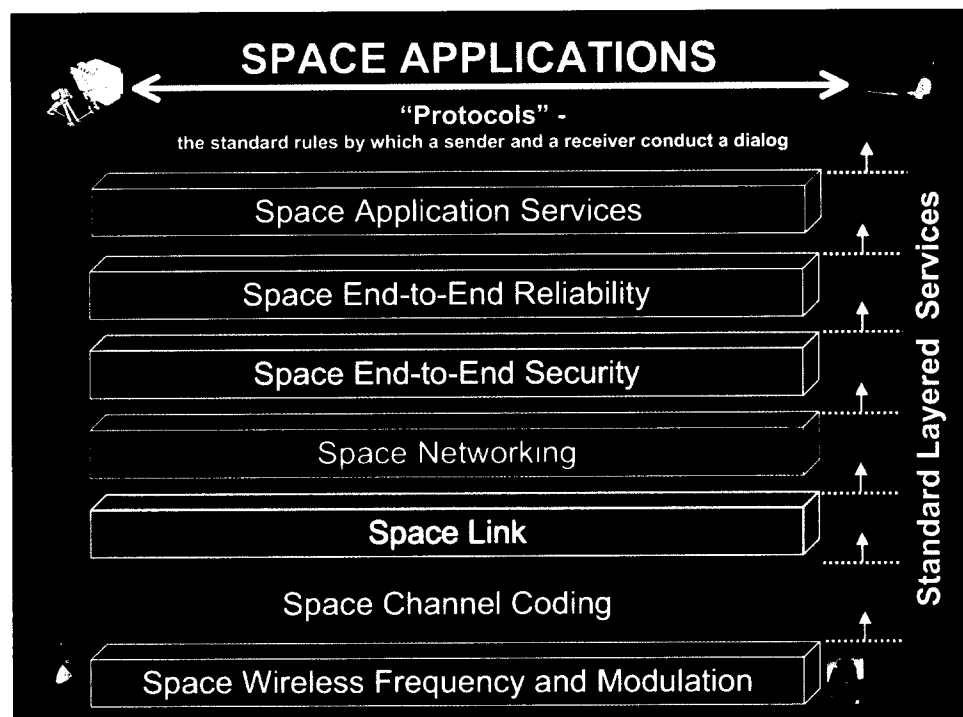 SPACE APPLICATIONS
“Protocols” -
the standard rules by which a sender and a receiver conduct a dialog
Space Application Services
Space End-to-End Reliability
Space End-to-End Security
Space Networking
Space Link
Space Channel Coding
Space Wireless Frequency and Modulation
Standard Layered Services